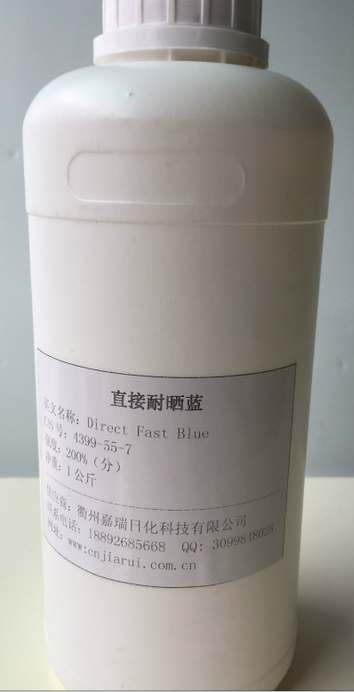 直接耐晒蓝
英文名称：Direct Fast Blue
CAS号：4399-55-7
强度：200%（分）
净重：1公斤
供应商：衢州嘉瑞日化科技有限公司
联系电话：18892685668 QQ：3099848028
网址：www.cnjiarui.com.cn